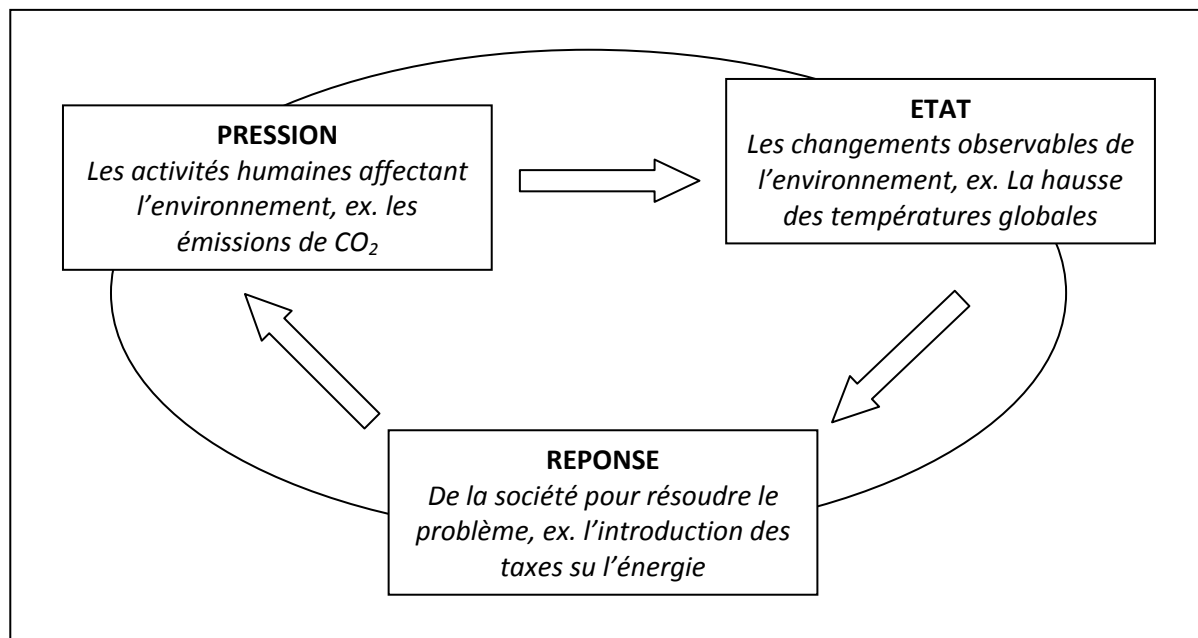 PRESSION
Les activités humaines affectant
l’environnement, ex. les
émissions de CO₂
ETAT
Les changements observables de
l’environnement, ex. La hausse
des températures globales
REPONSE
De la société pour résoudre le
problème, ex. l’introduction des
taxes su l’énergie